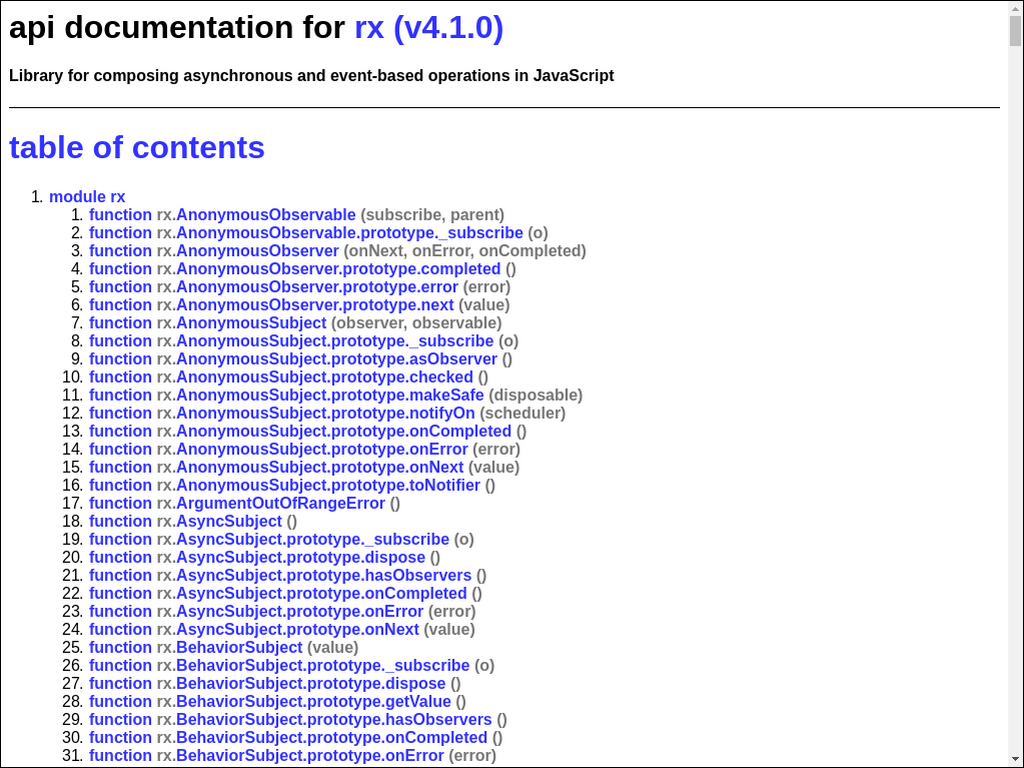 api documentation for rx (v4.1.0)
Library for composing asynchronous and event-based operations in JavaScript
table of contents
1. module rx
1. function rx.AnonymousObservable (subscribe, parent)
2. function rx.AnonymousObservable.prototype._subscribe (o)
3. function rx.AnonymousObserver (onNext, onError, onCompleted)
4. function rx.AnonymousObserver.prototype.completed ()
5. function rx.AnonymousObserver.prototype.error (error)
6. function rx.AnonymousObserver.prototype.next (value)
7. function rx.AnonymousSubject (observer, observable)
8. function rx.AnonymousSubject.prototype._subscribe (o)
9. function rx.AnonymousSubject.prototype.asObserver ()
10. function rx.AnonymousSubject.prototype.checked ()
11. function rx.AnonymousSubject.prototype.makeSafe (disposable)
12. function rx.AnonymousSubject.prototype.notifyOn (scheduler)
13. function rx.AnonymousSubject.prototype.onCompleted ()
14. function rx.AnonymousSubject.prototype.onError (error)
15. function rx.AnonymousSubject.prototype.onNext (value)
16. function rx.AnonymousSubject.prototype.toNotifier ()
17. function rx.ArgumentOutOfRangeError ()
18. function rx.AsyncSubject ()
19. function rx.AsyncSubject.prototype._subscribe (o)
20. function rx.AsyncSubject.prototype.dispose ()
21. function rx.AsyncSubject.prototype.hasObservers ()
22. function rx.AsyncSubject.prototype.onCompleted ()
23. function rx.AsyncSubject.prototype.onError (error)
24. function rx.AsyncSubject.prototype.onNext (value)
25. function rx.BehaviorSubject (value)
26. function rx.BehaviorSubject.prototype._subscribe (o)
27. function rx.BehaviorSubject.prototype.dispose ()
28. function rx.BehaviorSubject.prototype.getValue ()
29. function rx.BehaviorSubject.prototype.hasObservers ()
30. function rx.BehaviorSubject.prototype.onCompleted ()
31. function rx.BehaviorSubject.prototype.onError (error)